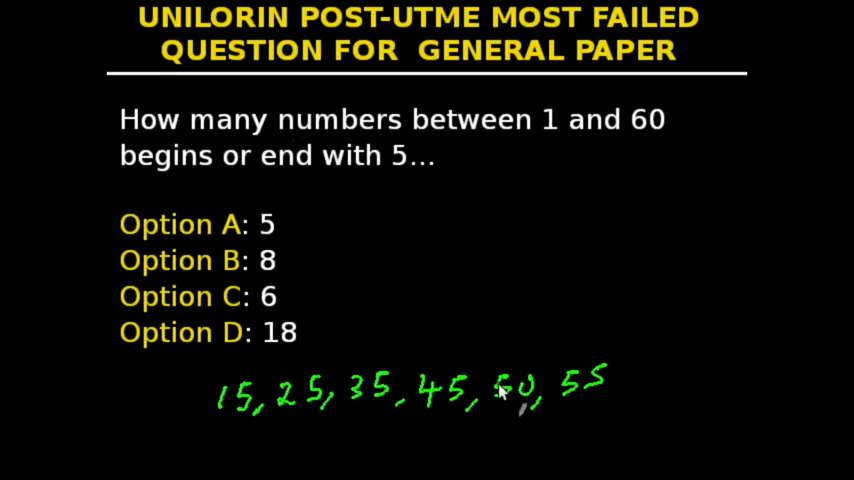 UNILORIN POST-UTME MOST FAILED
QUESTION FOR GENERAL PAPER
How many numbers between 1 and 60
begins or end with 5...
Option A: 5
Option B: 8
Option C: 6
Option D: 18
15, 25, 35, 45, 50, 55